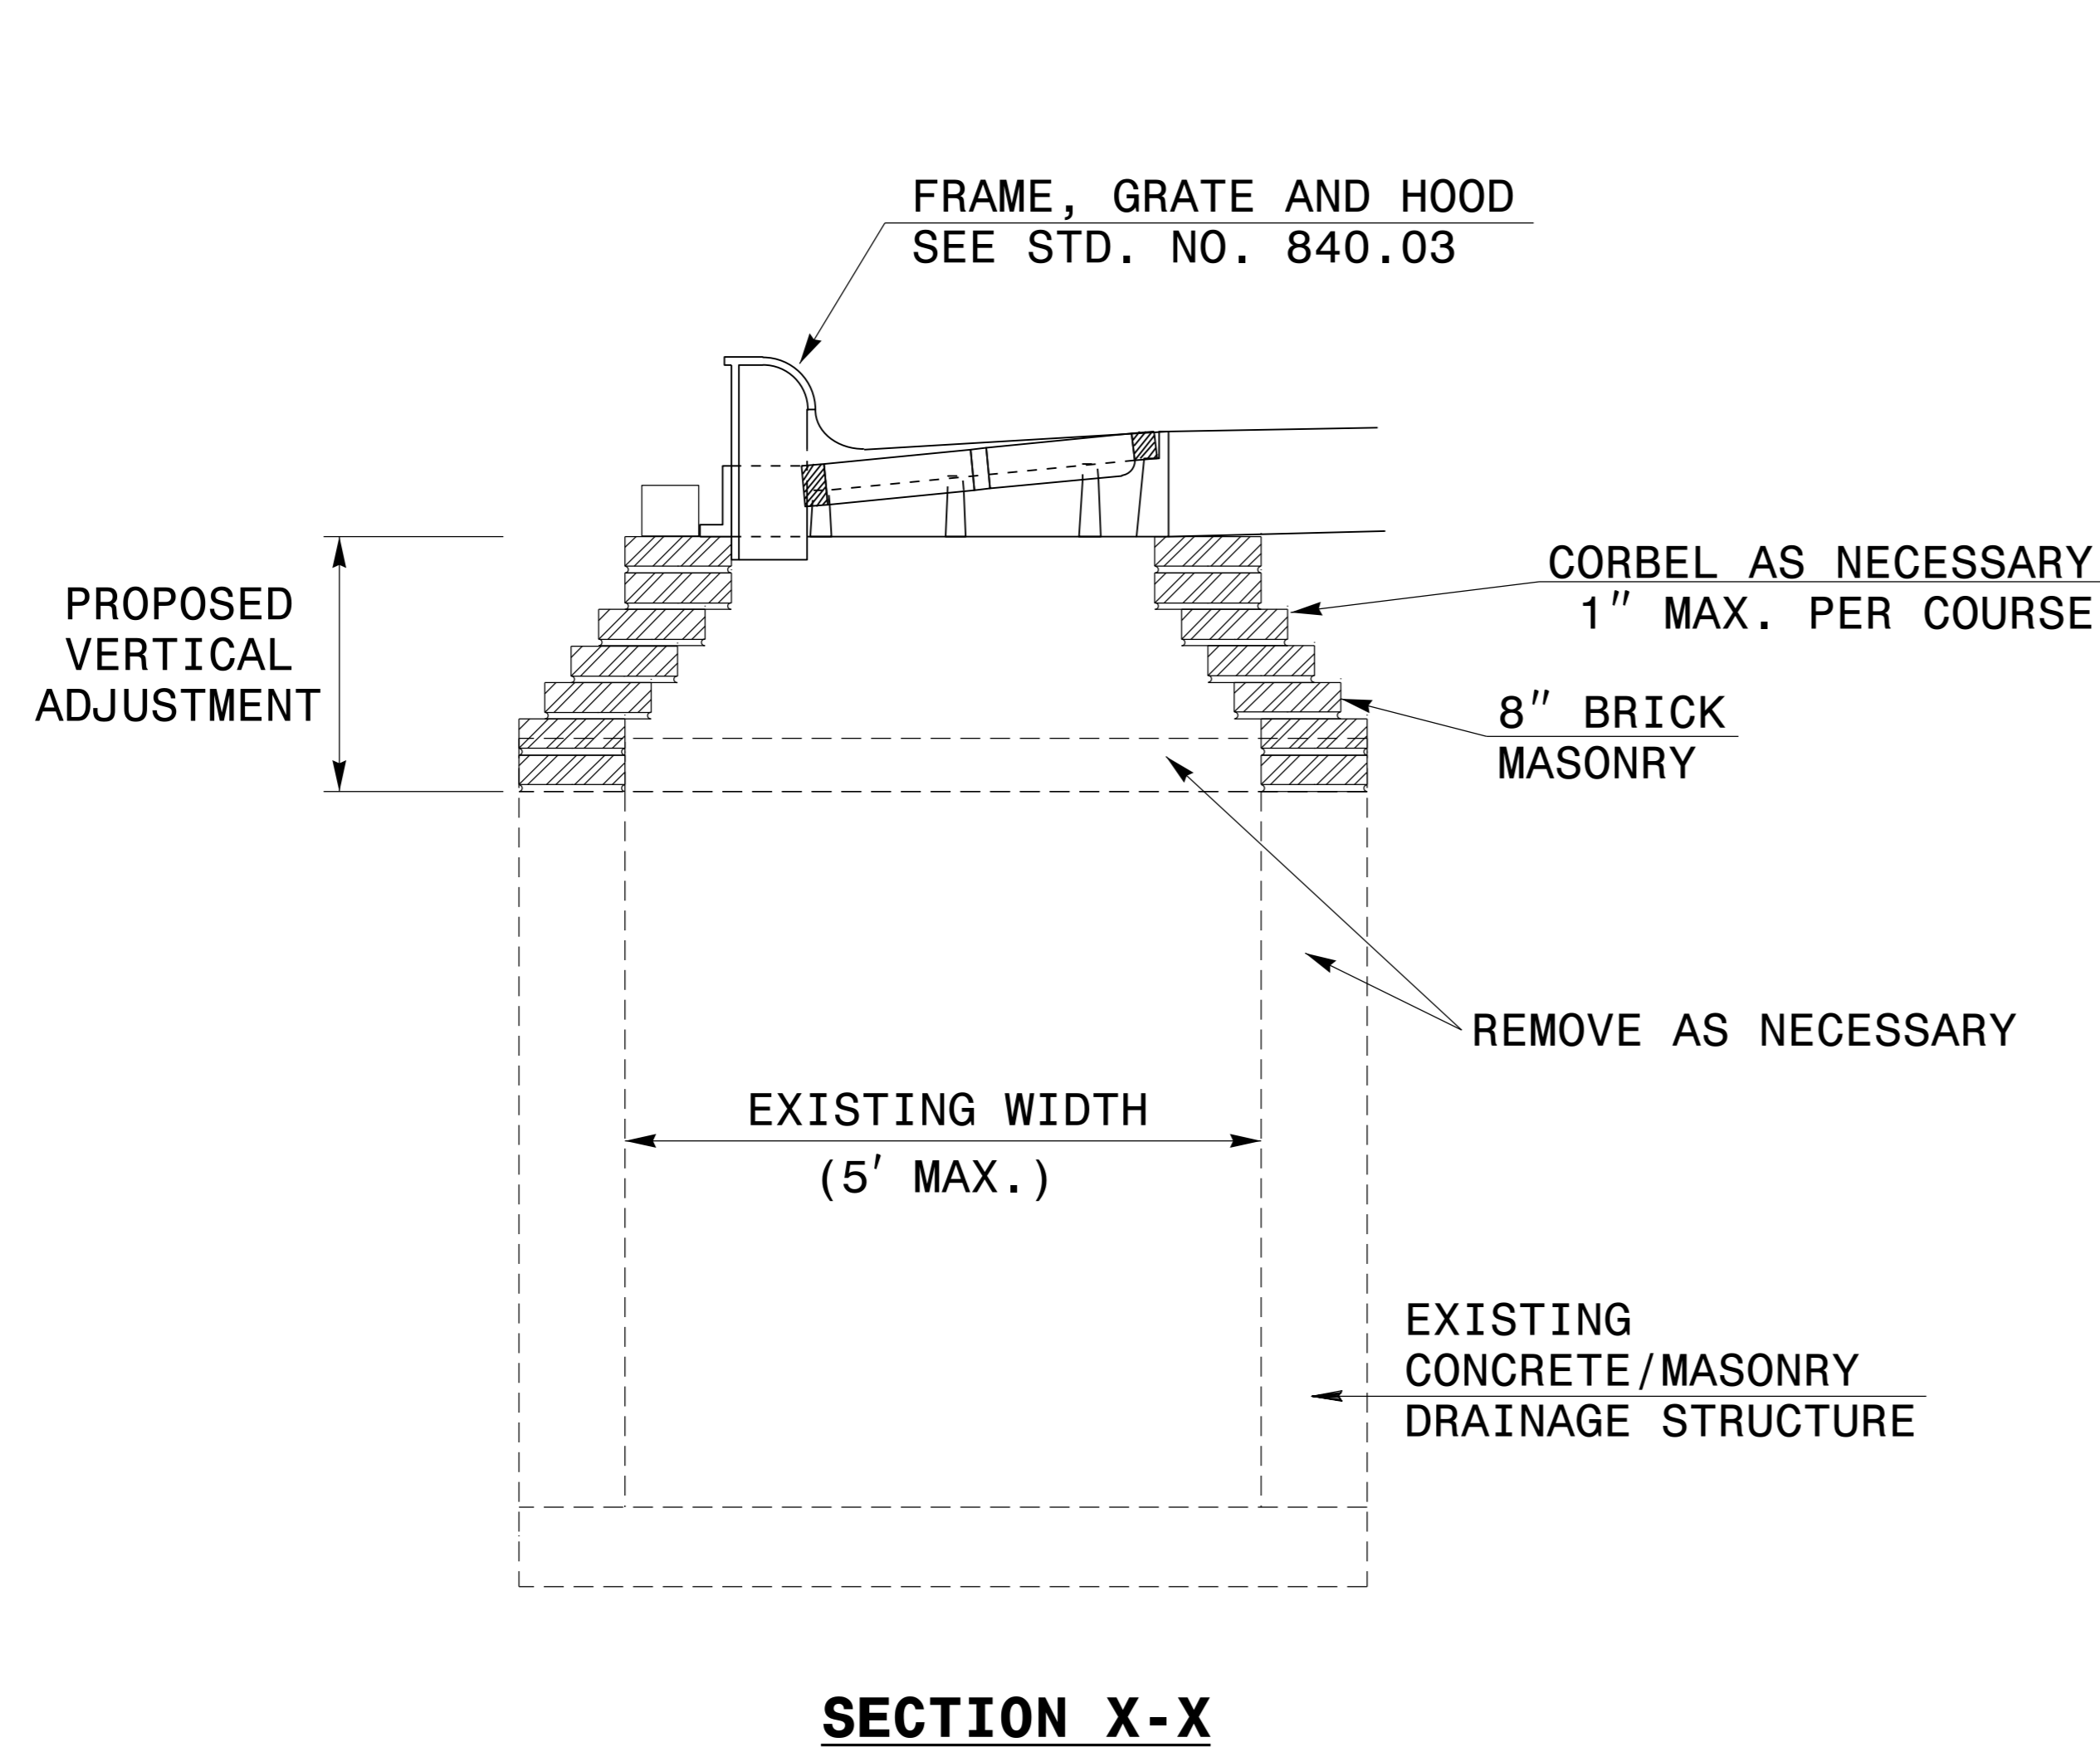 FRAME, GRATE AND HOOD
SEE STD. NO. 840.03
CORBEL AS NECESSARY
1" MAX. PER COURSE
PROPOSED
VERTICAL
ADJUSTMENT
8" BRICK
MASONRY
REMOVE AS NECESSARY
EXISTING WIDTH
(5' MAX.)
EXISTING
CONCRETE/MASONRY
DRAINAGE STRUCTURE
SECTION X-X